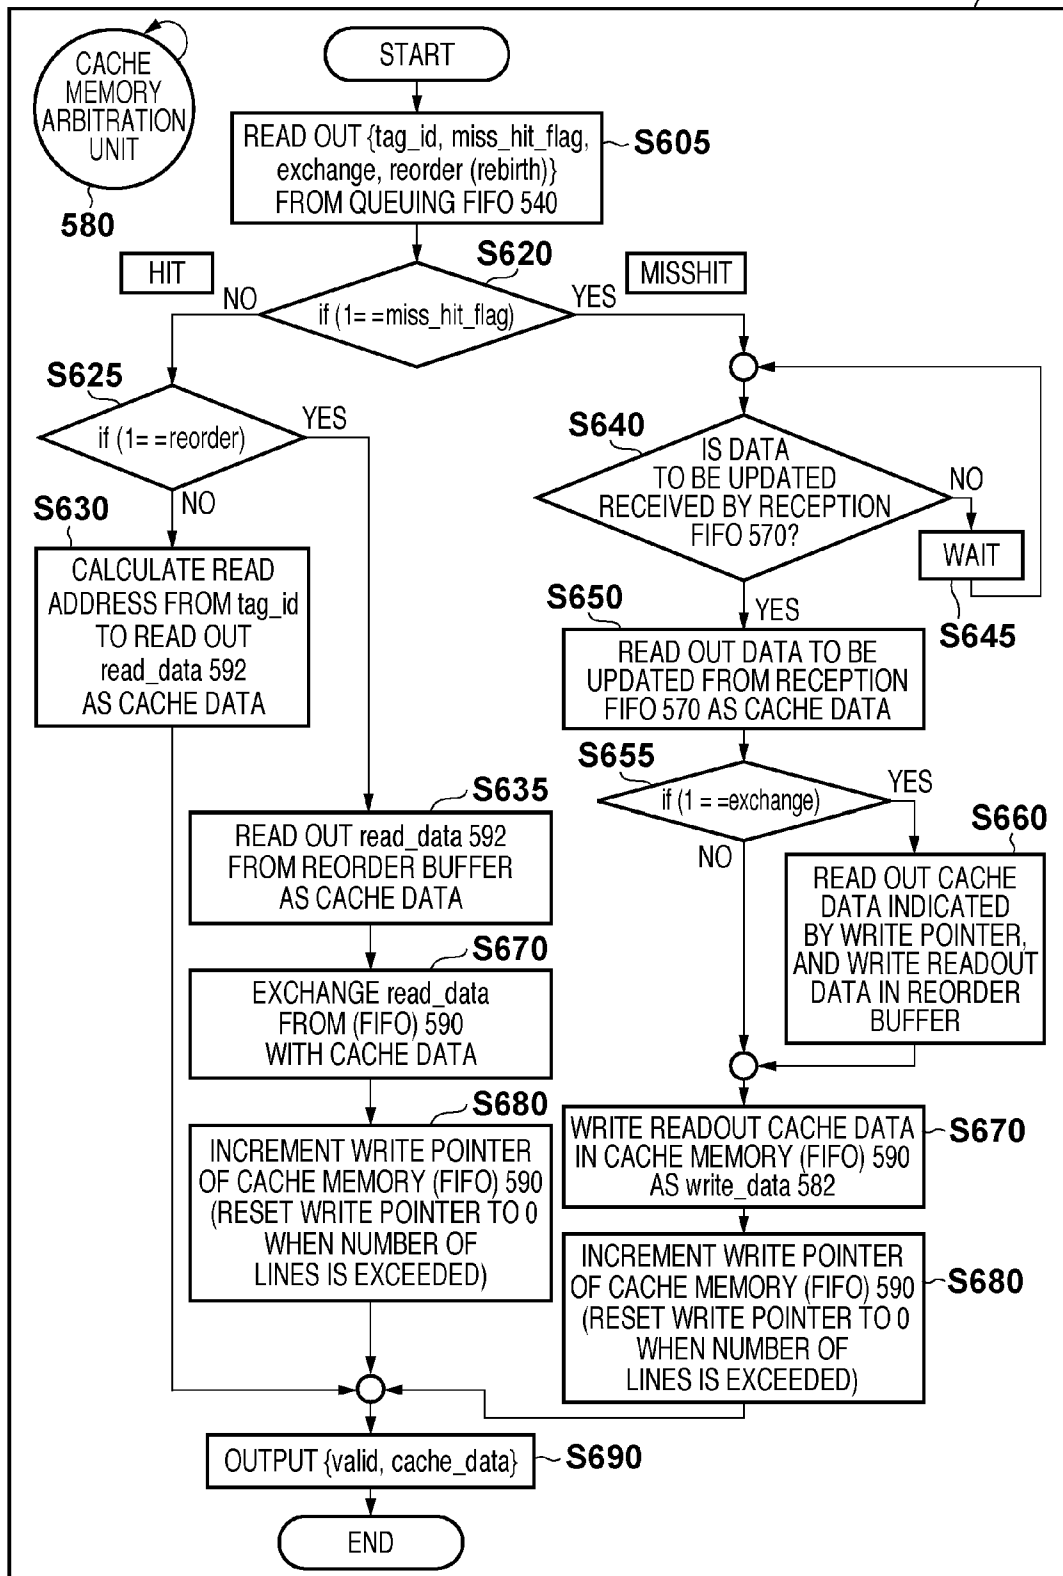 CACHE
MEMORY
ARBITRATION
UNIT
580
START
READ OUT {tag_id, miss_hit_flag,
exchange, reorder (rebirth)}
FROM QUEUING FIFO 540
S605
S620
HIT
MISSHIT
NO
YES
if (1= =miss_hit_flag)
S625
YES
if (1= =reorder)
NO
S630
CALCULATE READ
ADDRESS FROM tag_id
TO READ OUT
read_data 592
AS CACHE DATA
S640
IS DATA
TO BE UPDATED
RECEIVED BY RECEPTION
FIFO 570?
NO
WAIT
S645
YES
S650
READ OUT DATA TO BE
UPDATED FROM RECEPTION
FIFO 570 AS CACHE DATA
S655
if (1 = =exchange)
YES
NO
S660
READ OUT CACHE
DATA INDICATED
BY WRITE POINTER,
AND WRITE READOUT
DATA IN REORDER
BUFFER
S635
READ OUT read_data 592
FROM REORDER BUFFER
AS CACHE DATA
S670
EXCHANGE read_data
FROM (FIFO) 590
WITH CACHE DATA
S680
INCREMENT WRITE POINTER
OF CACHE MEMORY (FIFO) 590
(RESET WRITE POINTER TO 0
WHEN NUMBER OF
LINES IS EXCEEDED)
WRITE READOUT CACHE DATA
IN CACHE MEMORY (FIFO) 590
AS write_data 582
S670
INCREMENT WRITE POINTER
OF CACHE MEMORY (FIFO) 590
(RESET WRITE POINTER TO 0
WHEN NUMBER OF
LINES IS EXCEEDED)
S680
OUTPUT {valid, cache_data}
S690
END